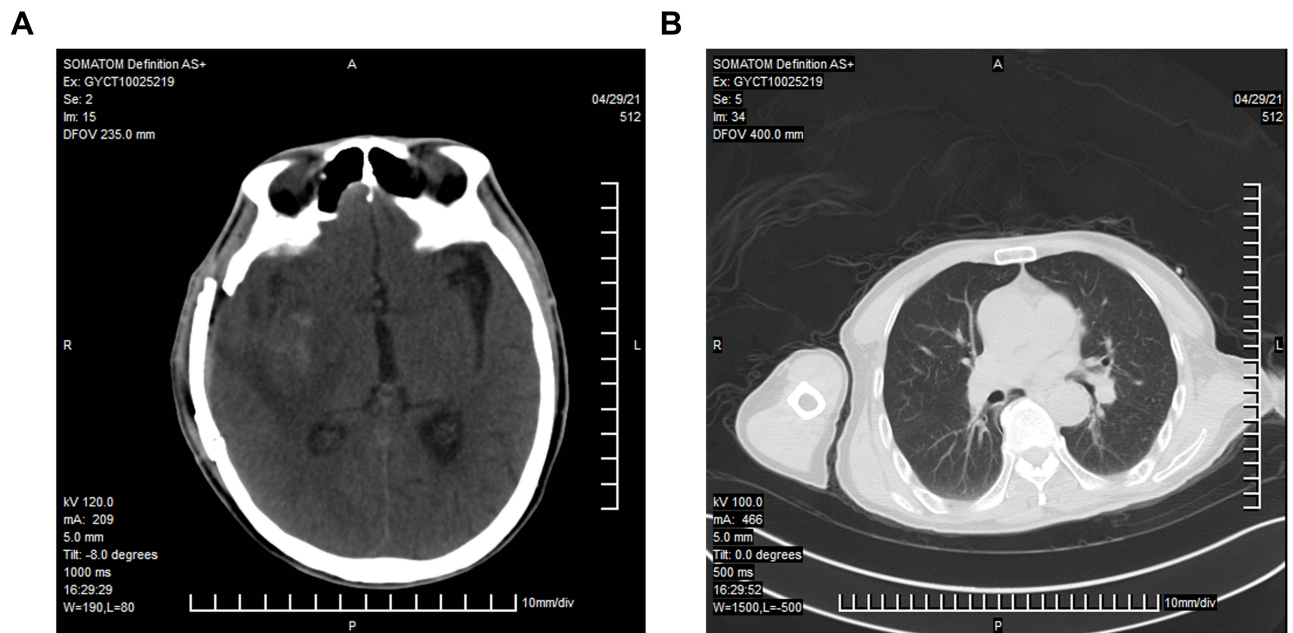 A
SOMATOM Definition AS+
Ex: GYCT10025219
Se: 2
Im: 15
DFOV 235.0 mm
A
04/29/21
512
R
L
kV 120.0
mA: 209
5.0 mm
Tilt: -8.0 degrees
1000 ms
16:29:29
W=190,L=80
10mm/div
P
B
SOMATOM Definition AS+
Ex: GYCT10025219
Se: 5
Im: 34
DFOV 400.0 mm
A
04/29/21
512
R
L
kV 100.0
mA: 466
5.0 mm
Tilt: 0.0 degrees
500 ms
16:29:52
W=1500,L=-500
10mm/div
P